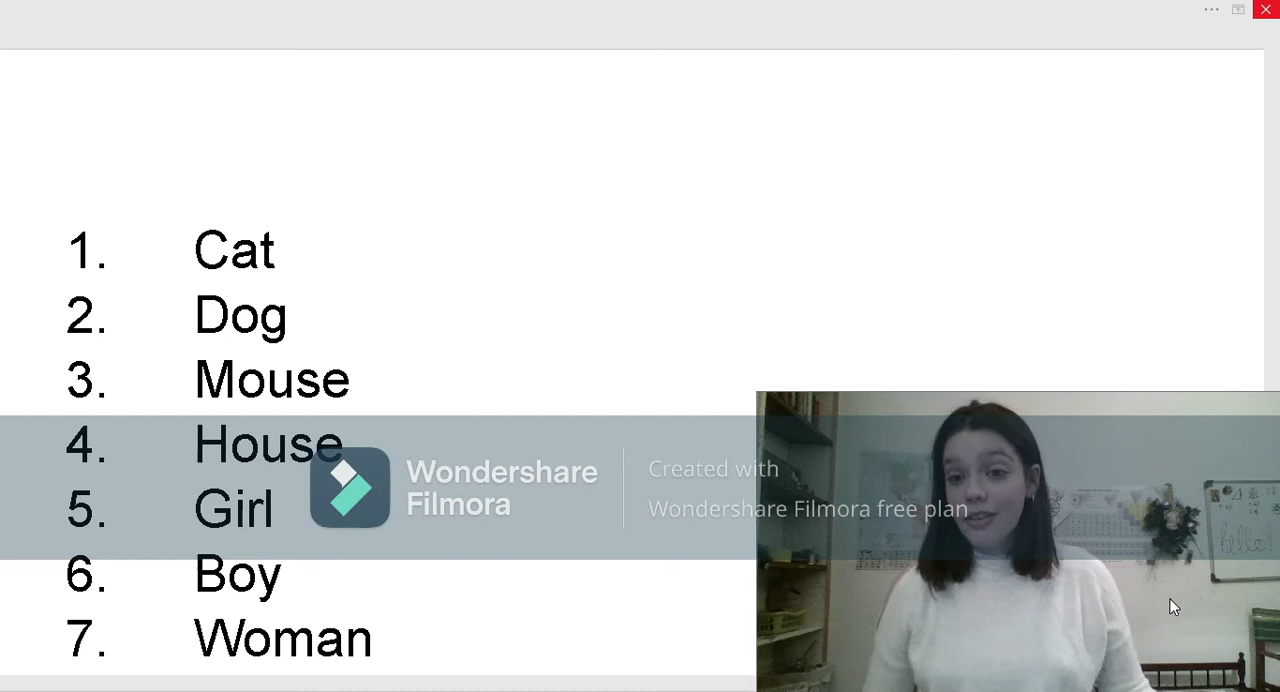 1. Cat
2. Dog
3. Mouse
4. House
5. Girl
6. Boy
7. Woman
Wondershare
Filmora
Created with
Wondershare Filmora free plan
hello!